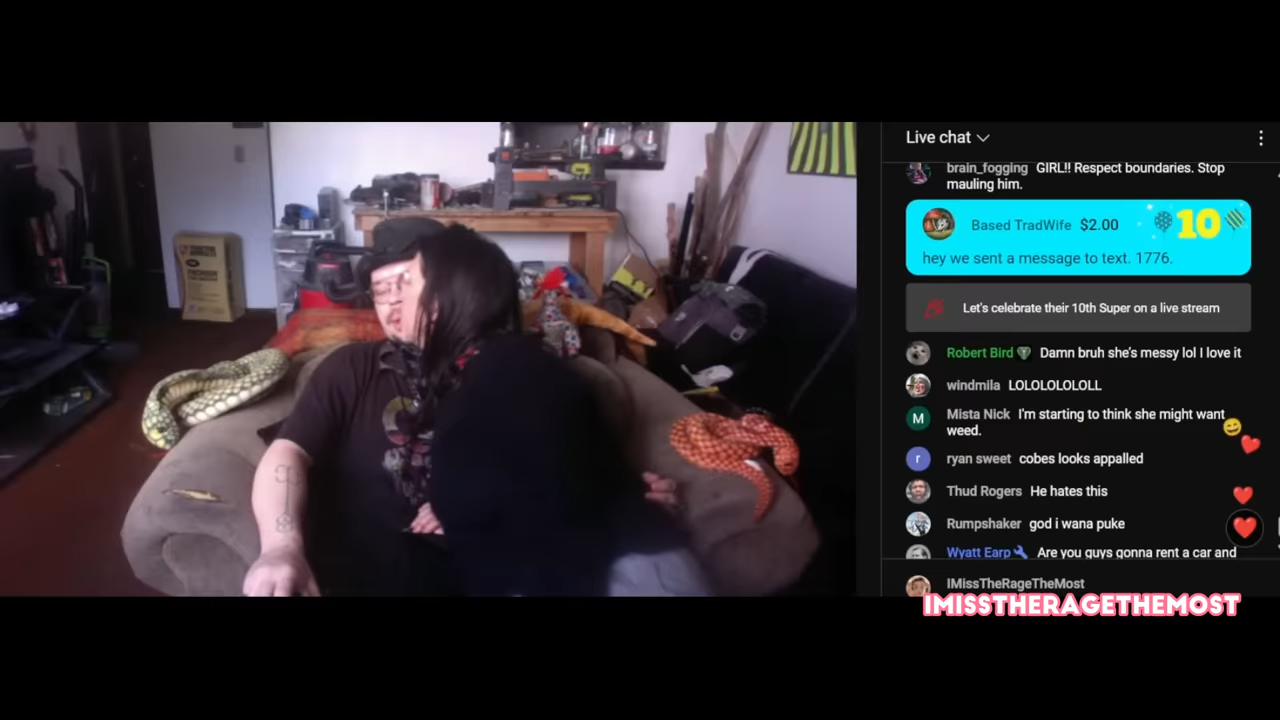 Live chat
brain_fogging GIRL!! Respect boundaries. Stop
mauling him.
Based TradWife $2.00
10
hey we sent a message to text. 1776.
Let's celebrate their 10th Super on a live stream
Robert Bird Damn bruh she's messy lol I love it
windmila LOLOLOLOLOLL
M Mista Nick I'm starting to think she might want
weed.
r ryan sweet cobes looks appalled
Thud Rogers He hates this
Rumpshaker god i wana puke
Wyatt Earp Are you guys gonna rent a car and
IMissTheRageTheMost
IMISSTHERAGETHEMOST